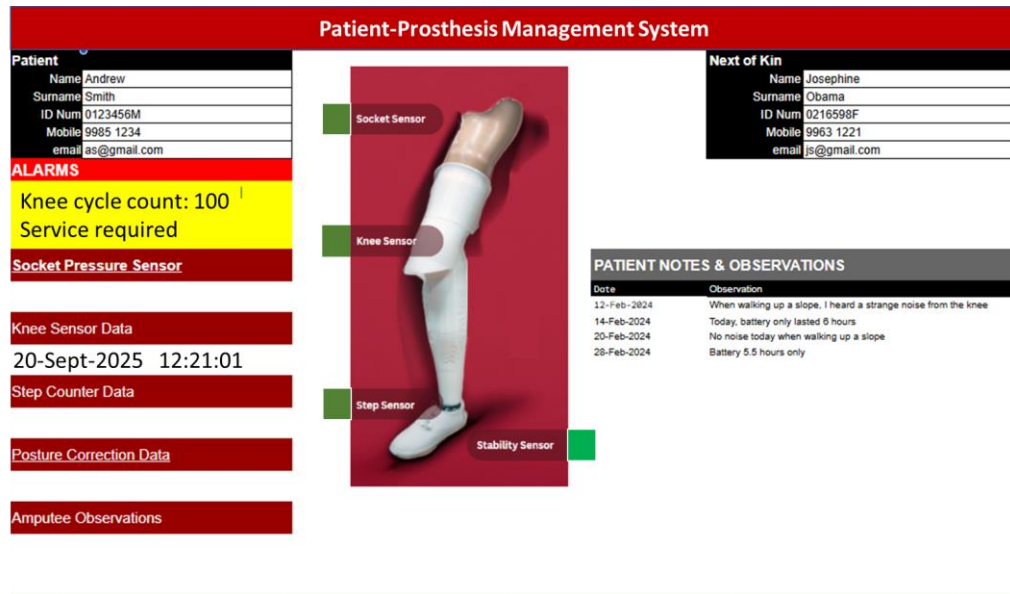 Patient-Prosthesis Management System
Patient
Name Andrew
Surname Smith
ID Num 0123456M
Mobile 9985 1234
email as@gmail.com
Next of Kin
Name Josephine
Surname Obama
ID Num 0216598F
Mobile 9963 1221
email js@gmail.com
ALARMS
Knee cycle count: 100
Service required
Socket Pressure Sensor
Knee Sensor Data
20-Sept-2025 12:21:01
Step Counter Data
Posture Correction Data
Amputee Observations
Socket Sensor
Knee Sensor
Step Sensor
Stability Sensor
PATIENT NOTES & OBSERVATIONS
Date Observation
12-Feb-2024 When walking up a slope, I heard a strange noise from the knee
14-Feb-2024 Today, battery only lasted 6 hours
20-Feb-2024 No noise today when walking up a slope
28-Feb-2024 Battery 5.5 hours only